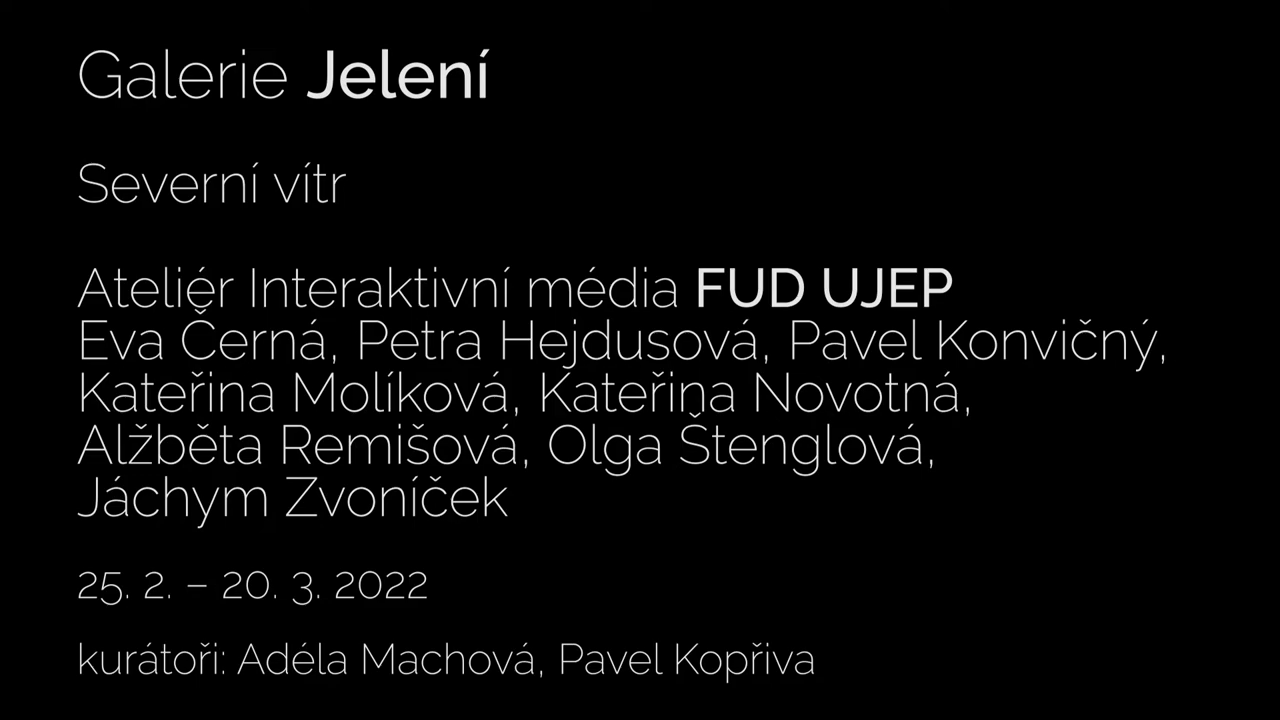 Galerie Jelení
Severní vítr
Ateliér Interaktivní média FUD UJEP
Eva Černá, Petra Hejdusová, Pavel Konvičný,
Kateřina Molíková, Kateřina Novotná,
Alžběta Remišová, Olga Štenglová,
Jáchym Zvoníček
25. 2. – 20. 3. 2022
kurátoři: Adéla Machová, Pavel Kopřiva